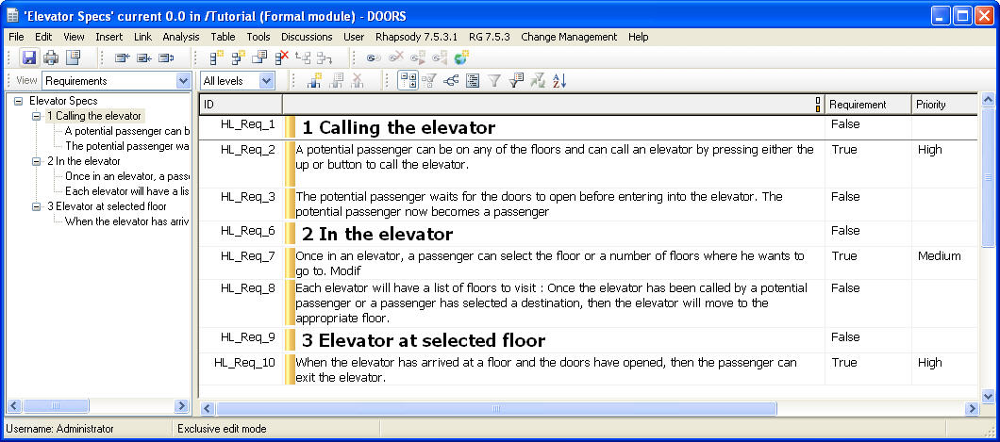 'Elevator Specs' current 0.0 in /Tutorial (Formal module) - DOORS
File Edit View Insert Link Analysis Table Tools Discussions User Rhapsody 7.5.3.1 RG 7.5.3 Change Management Help
View Requirements All levels
Elevator Specs
1 Calling the elevator
A potential passenger can b
The potential passenger wa
2 In the elevator
Once in an elevator, a pass
Each elevator will have a lis
3 Elevator at selected floor
When the elevator has arriv
ID Requirement Priority
HL_Req_1 1 Calling the elevator False
HL_Req_2 A potential passenger can be on any of the floors and can call an elevator by pressing either the True High
up or button to call the elevator.
HL_Req_3 The potential passenger waits for the doors to open before entering into the elevator. The False
potential passenger now becomes a passenger
HL_Req_6 2 In the elevator False
HL_Req_7 Once in an elevator, a passenger can select the floor or a number of floors where he wants to True Medium
go to. Modif
HL_Req_8 Each elevator will have a list of floors to visit : Once the elevator has been called by a potential False
passenger or a passenger has selected a destination, then the elevator will move to the
appropriate floor.
HL_Req_9 3 Elevator at selected floor False
HL_Req_10 When the elevator has arrived at a floor and the doors have opened, then the passenger can True High
exit the elevator.
Username: Administrator Exclusive edit mode